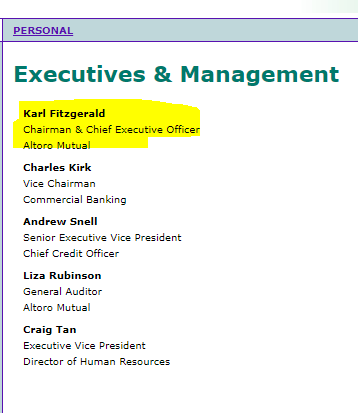 PERSONAL
Executives & Management
Karl Fitzgerald
Chairman & Chief Executive Officer
Altoro Mutual
Charles Kirk
Vice Chairman
Commercial Banking
Andrew Snell
Senior Executive Vice President
Chief Credit Officer
Liza Rubinson
General Auditor
Altoro Mutual
Craig Tan
Executive Vice President
Director of Human Resources